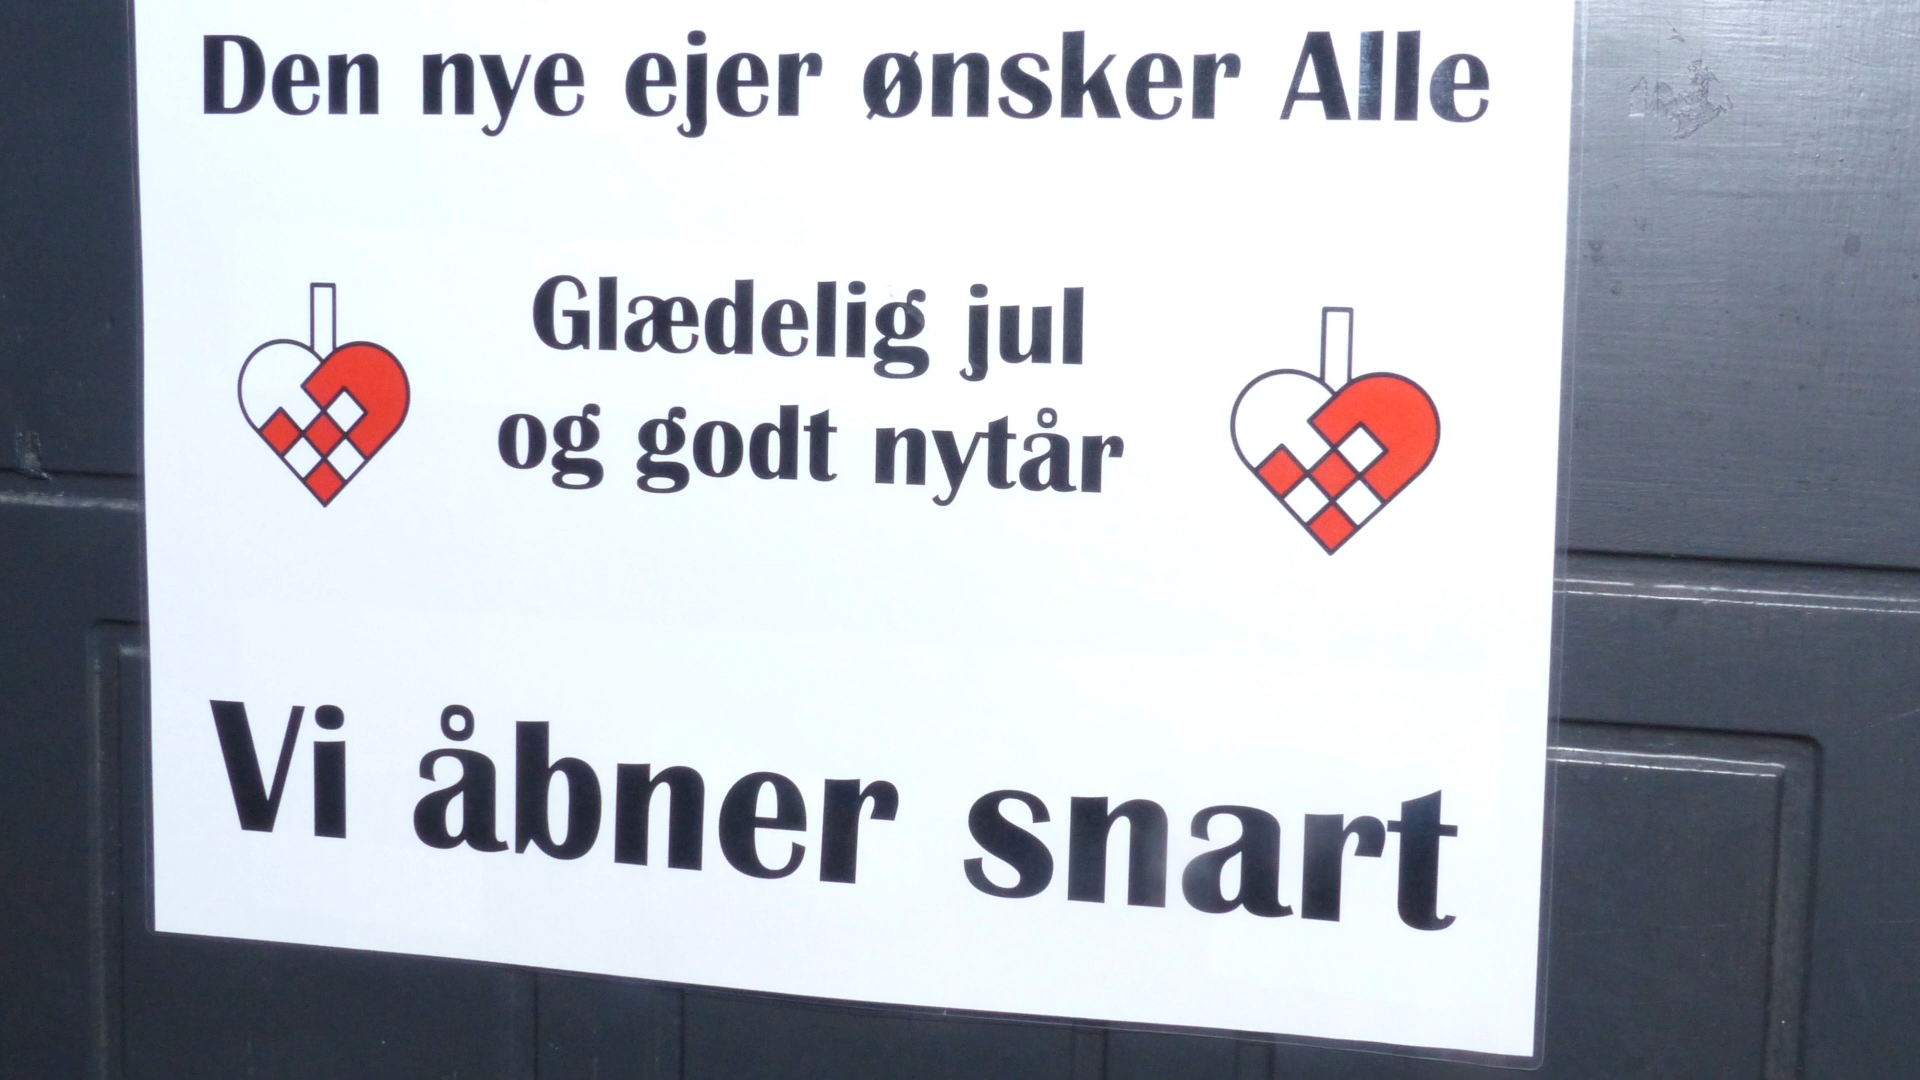 Den nye ejer ønsker Alle
Glædelig jul
og godt nytår
Vi åbner snart